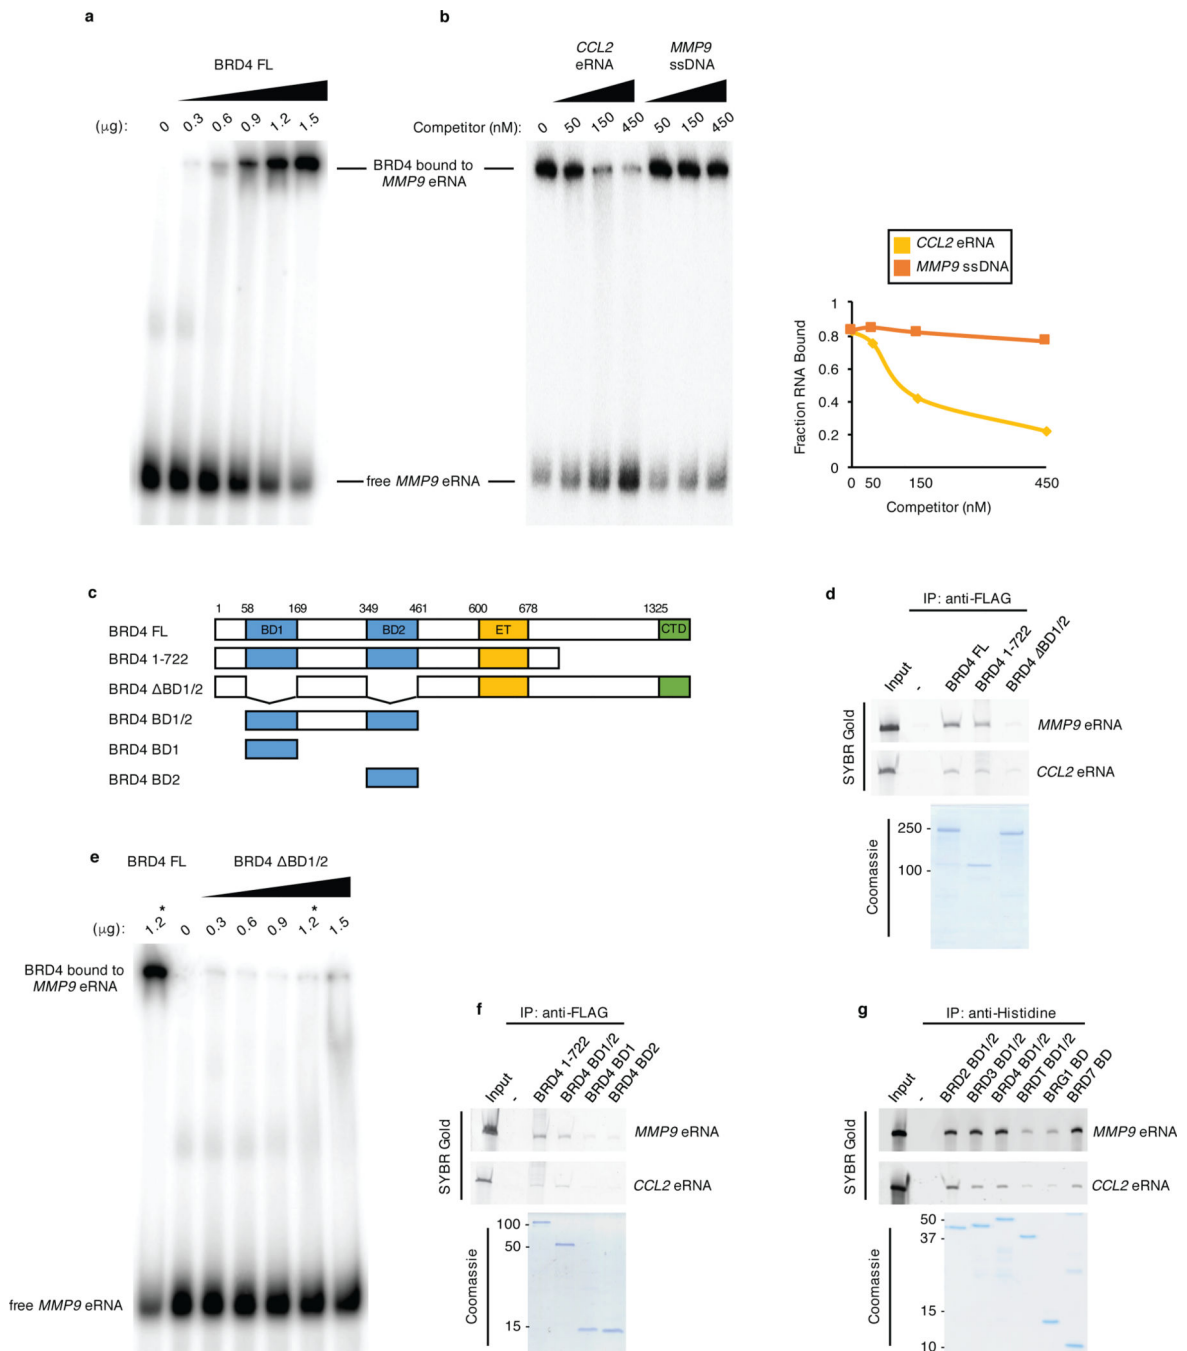 a
BRD4 FL
(µg): 0 0.3 0.6 0.9 1.2 1.5
BRD4 bound to
MMP9 eRNA
free MMP9 eRNA
b
CCL2
eRNA
MMP9
ssDNA
Competitor (nM): 0 50 150 450 50 150 450
CCL2 eRNA
MMP9 ssDNA
Fraction RNA Bound
1
0.8
0.6
0.4
0.2
0
0 50 150 450
Competitor (nM)
c
1 58 169 349 461 600 678 1325
BRD4 FL BD1 BD2 ET CTD
BRD4 1-722
BRD4 ΔBD1/2
BRD4 BD1/2
BRD4 BD1
BRD4 BD2
d
IP: anti-FLAG
Input - BRD4 FL BRD4 1-722 BRD4 ΔBD1/2
SYBR Gold
MMP9 eRNA
CCL2 eRNA
Coomassie
250 -
100 -
e
BRD4 FL BRD4 ΔBD1/2
* *
(µg): 1.2 0 0.3 0.6 0.9 1.2 1.5
BRD4 bound to
MMP9 eRNA
free MMP9 eRNA
f
IP: anti-FLAG
Input - BRD4 1-722 BRD4 BD1/2 BRD4 BD1 BRD4 BD2
SYBR Gold
MMP9 eRNA
CCL2 eRNA
Coomassie
100 -
50 -
15 -
g
IP: anti-Histidine
Input - BRD2 BD1/2 BRD3 BD1/2 BRD4 BD1/2 BRDT BD1/2 BRG1 BD BRD7 BD
SYBR Gold
MMP9 eRNA
CCL2 eRNA
Coomassie
50 -
37 -
15 -
10 -